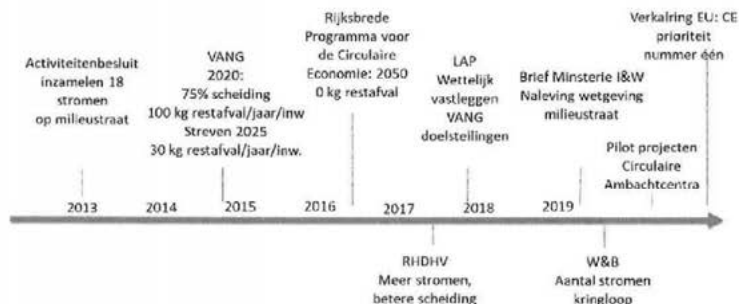 Activiteitenbesluit
inzamelen 18
stromen
op milieustraat
VANG
2020:
75% scheiding
100 kg restafval/jaar/inw
Streven 2025
30 kg restafval/jaar/inw.
Rijksbrede
Programma voor
de Circulaire
Economie: 2050
0 kg restafval
LAP
Wettelijk
vastleggen
VANG
doelsteilingen
Brief Minsterie I&W
Naleving wetgeving
milieustraat
Verkalring EU: CE
prioriteit
nummer één
Pilot projecten
Circulaire
Ambachtcentra
2013 2014 2015 2016 2017 2018 2019
RHDHV
Meer stromen,
betere scheiding
W&B
Aantal stromen
kringloop